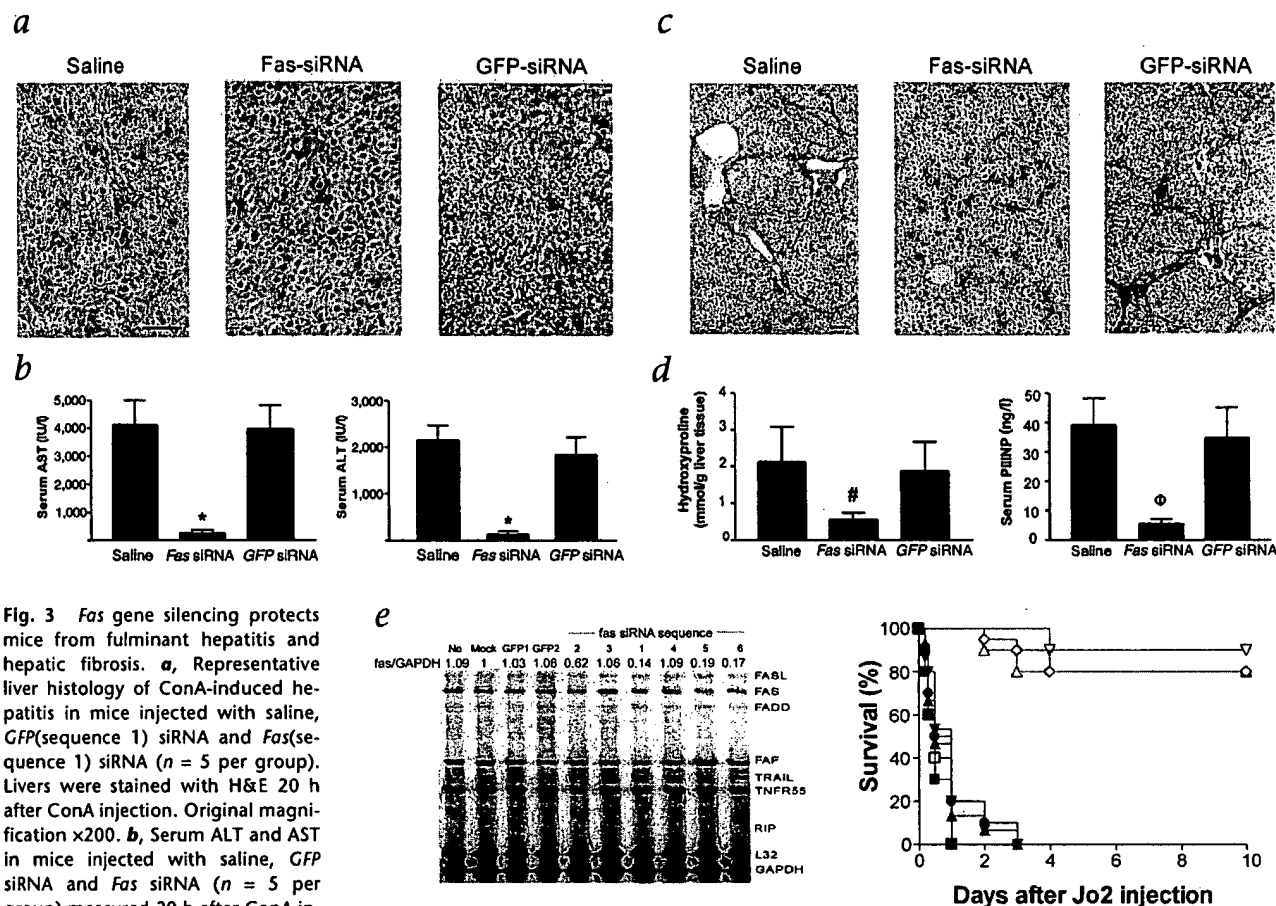 a
Saline Fas-siRNA GFP-siRNA
c
Saline Fas-siRNA GFP-siRNA
b
5,000
4,000
3,000
2,000
1,000
Serum AST (IU/l)
Saline Fas siRNA GFP siRNA
*
3,000
2,000
1,000
Serum ALT (IU/l)
Saline Fas siRNA GFP siRNA
*
d
4
3
2
1
0
Hydroxyproline
(mmol/g liver tissue)
#
Saline Fas siRNA GFP siRNA
50
40
30
20
10
0
Serum PIIINP (ng/l)
Φ
Saline Fas siRNA GFP siRNA
Fig. 3 Fas gene silencing protects
mice from fulminant hepatitis and
hepatic fibrosis. a, Representative
liver histology of ConA-induced he-
patitis in mice injected with saline,
GFP(sequence 1) siRNA and Fas(se-
quence 1) siRNA (n = 5 per group).
Livers were stained with H&E 20 h
after ConA injection. Original magni-
fication ×200. b, Serum ALT and AST
in mice injected with saline, GFP
siRNA and Fas siRNA (n = 5 per
e
fas siRNA sequence
No Mock GFP1 GFP2 2 3 1 4 5 6
fas/GAPDH 1.09 1 1.03 1.06 0.62 1.06 0.14 1.09 0.19 0.17
FASL
FAS
FADD
FAF
TRAIL
TNFR55
RIP
L32
GAPDH
100
80
60
40
20
0
Survival (%)
0 2 4 6 8 10
Days after Jo2 injection